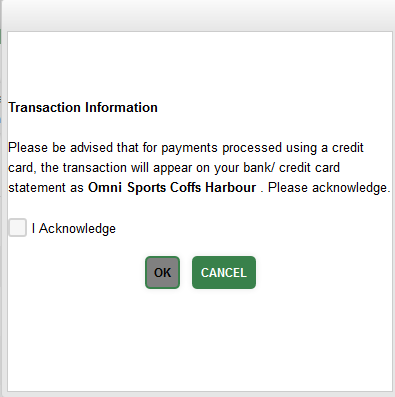 Transaction Information
Please be advised that for payments processed using a credit
card, the transaction will appear on your bank/ credit card
statement as Omni Sports Coffs Harbour . Please acknowledge.
I Acknowledge
OK
CANCEL